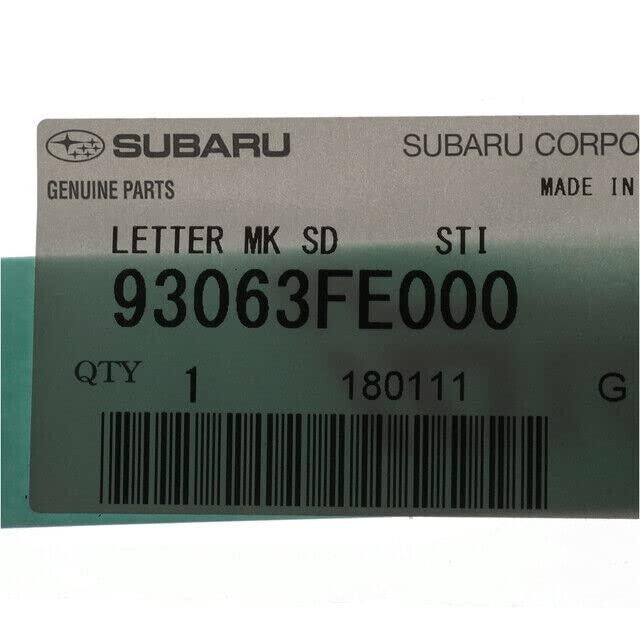 SUBARU SUBARU CORPO
GENUINE PARTS MADE IN
LETTER MK SD STI
93063FE000
QTY 1 180111 G